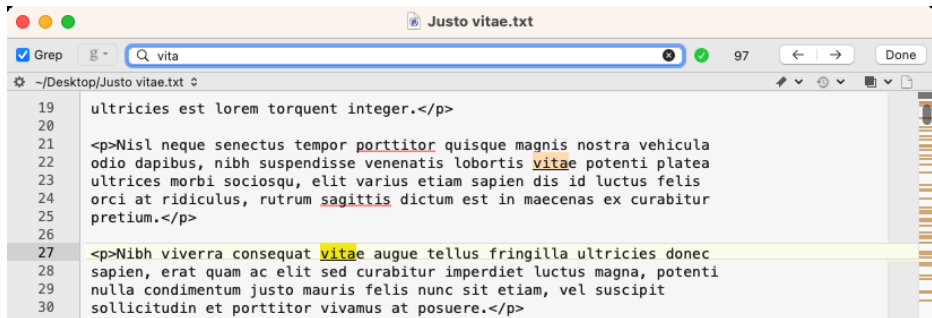 Justo vitae.txt
Grep g vita 97 ← → Done
~/Desktop/Justo vitae.txt
19 ultricies est lorem torquent integer.</p>
20
21 <p>Nisl neque senectus tempor porttitor quisque magnis nostra vehicula
22 odio dapibus, nibh suspendisse venenatis lobortis vitae potenti platea
23 ultrices morbi sociosqu, elit varius etiam sapien dis id luctus felis
24 orci at ridiculus, rutrum sagittis dictum est in maecenas ex curabitur
25 pretium.</p>
26
27 <p>Nibh viverra consequat vitae augue tellus fringilla ultricies donec
28 sapien, erat quam ac elit sed curabitur imperdiet luctus magna, potenti
29 nulla condimentum justo mauris felis nunc sit etiam, vel suscipit
30 sollicitudin et porttitor vivamus at posuere.</p>